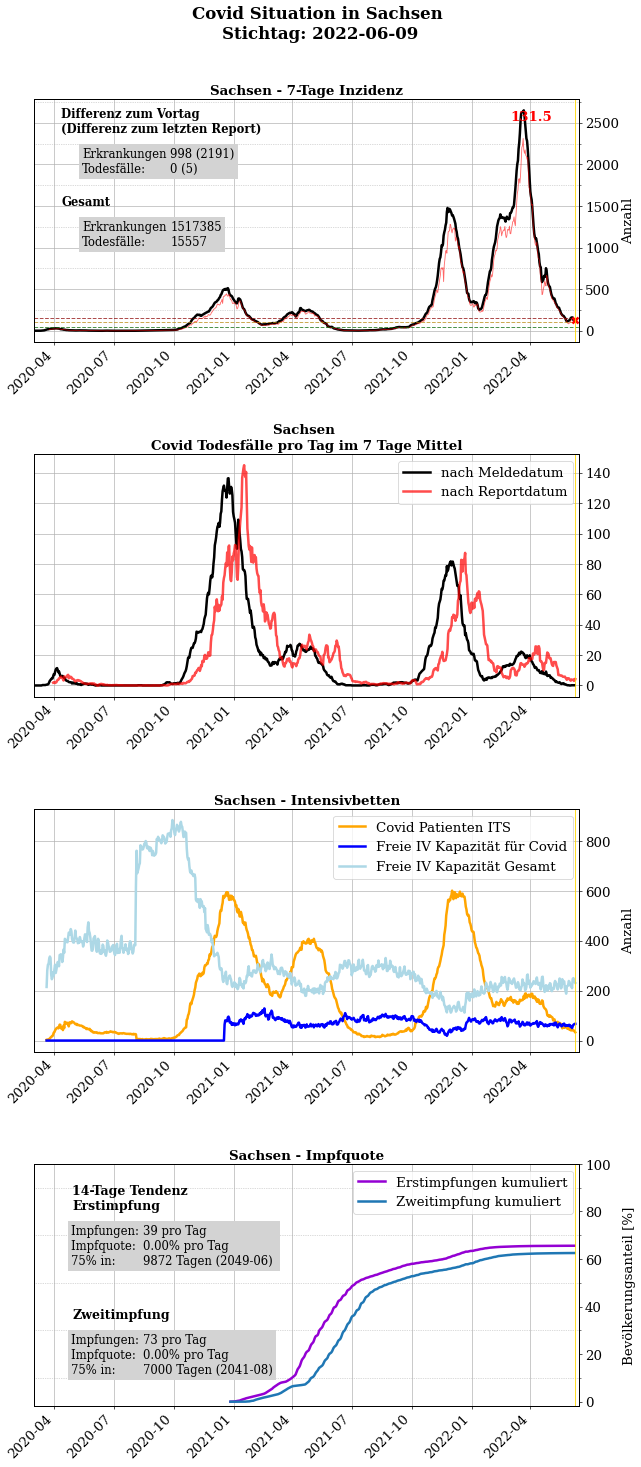 Covid Situation in Sachsen
Stichtag: 2022-06-09
Sachsen - 7-Tage Inzidenz
Differenz zum Vortag
(Differenz zum letzten Report)
Erkrankungen 998 (2191)
Todesfälle: 0 (5)
Gesamt
Erkrankungen 1517385
Todesfälle: 15557
131.5
2500
2000
1500
1000
500
0
Anzahl
2020-04
2020-07
2020-10
2021-01
2021-04
2021-07
2021-10
2022-01
2022-04
Sachsen
Covid Todesfälle pro Tag im 7 Tage Mittel
nach Meldedatum
nach Reportdatum
140
120
100
80
60
40
20
0
2020-04
2020-07
2020-10
2021-01
2021-04
2021-07
2021-10
2022-01
2022-04
Sachsen - Intensivbetten
Covid Patienten ITS
Freie IV Kapazität für Covid
Freie IV Kapazität Gesamt
800
600
400
200
0
Anzahl
2020-04
2020-07
2020-10
2021-01
2021-04
2021-07
2021-10
2022-01
2022-04
Sachsen - Impfquote
14-Tage Tendenz
Erstimpfung
Impfungen: 39 pro Tag
Impfquote: 0.00% pro Tag
75% in: 9872 Tagen (2049-06)
Zweitimpfung
Impfungen: 73 pro Tag
Impfquote: 0.00% pro Tag
75% in: 7000 Tagen (2041-08)
Erstimpfungen kumuliert
Zweitimpfung kumuliert
100
80
60
40
20
0
Bevölkerungsanteil [%]
2020-04
2020-07
2020-10
2021-01
2021-04
2021-07
2021-10
2022-01
2022-04